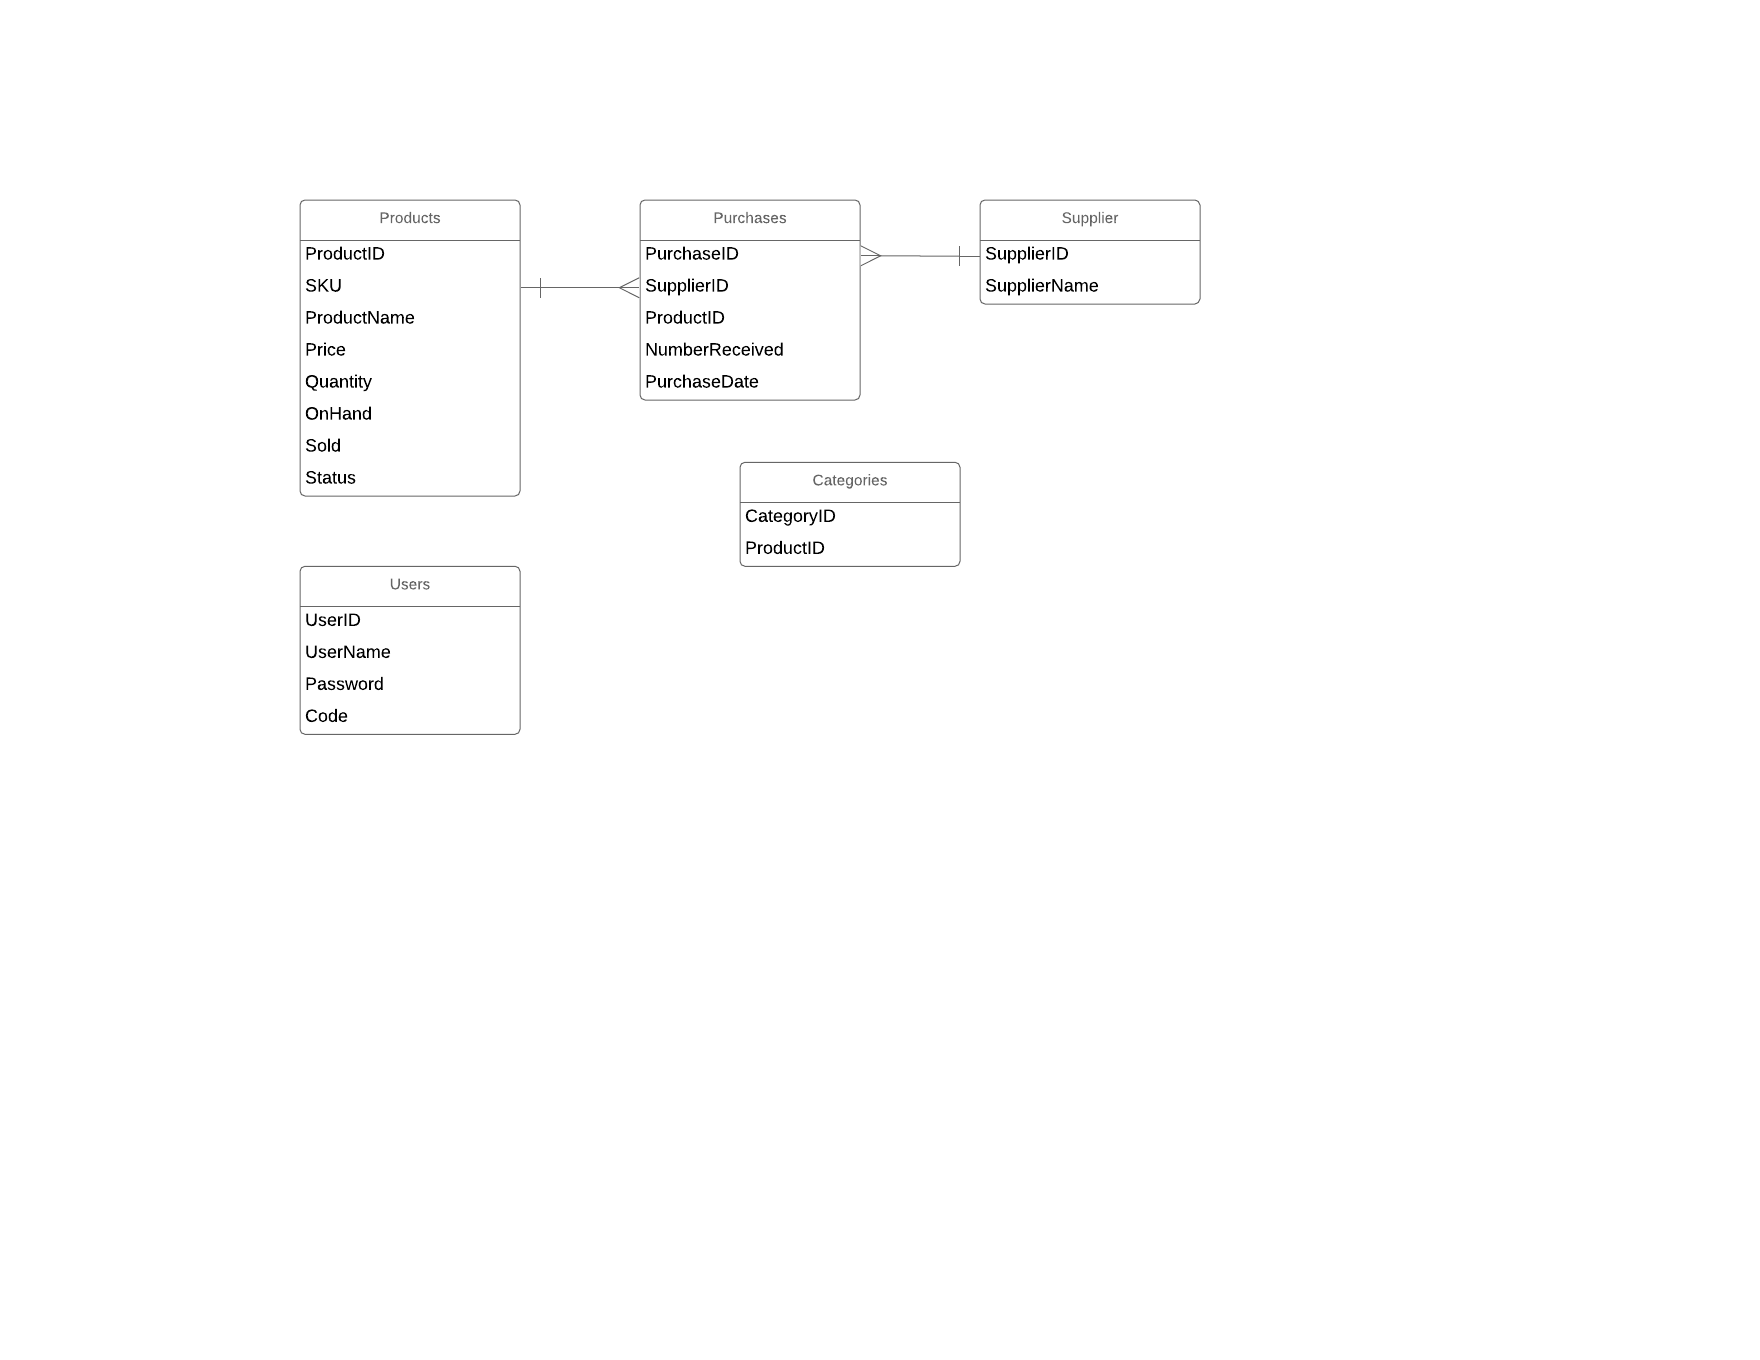 Products
ProductID
SKU
ProductName
Price
Quantity
OnHand
Sold
Status
Purchases
PurchaseID
SupplierID
ProductID
NumberReceived
PurchaseDate
Supplier
SupplierID
SupplierName
Categories
CategoryID
ProductID
Users
UserID
UserName
Password
Code